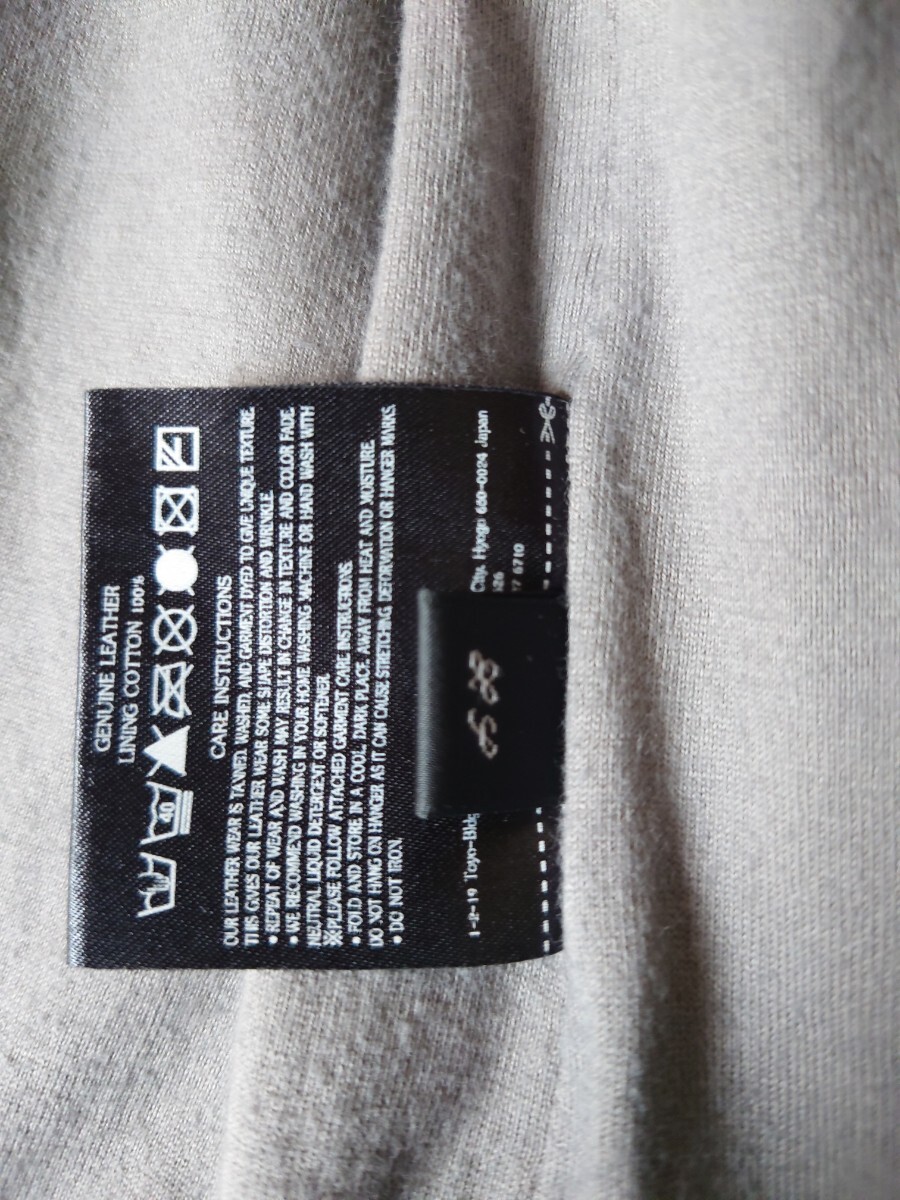 GENUINE LEATHER
LINING COTTON 100%
40
CARE INSTRUCTIONS
OUR LEATHER WEAR IS TANNED, WASHED AND GARMENT DYED TO GIVE UNIQUE TEXTURE.
THIS GIVES OUR LEATHER WEAR SOME SHAPE DISTORTION AND WRINKLE.
• REPEAT OF WEAR AND WASH MAY RESULT IN CHANGE IN TEXTURE AND COLOR FADE.
• WE RECOMMEND WASHING IN YOUR HOME WASHING MACHINE OR HAND WASH WITH
NEUTRAL LIQUID DETERGENT OR SOFTENER.
※PLEASE FOLLOW ATTACHED GARMENT CARE INSTRUCTIONS.
• FOLD AND STORE IN A COOL, DARK PLACE AWAY FROM HEAT AND MOISTURE.
DO NOT HANG ON HANGER AS IT CAN CAUSE STRETCHING, DEFORMATION OR HANGER MARKS.
• DO NOT IRON.
1-2-19 Toyo-Bldg City, Hyogo 650-0024 Japan
6710